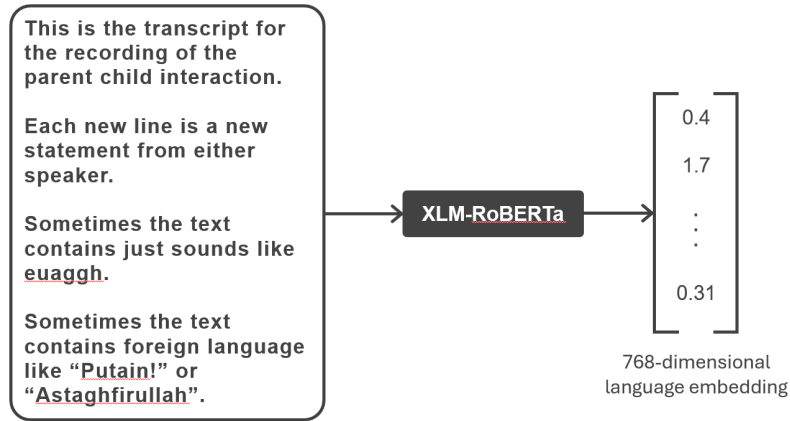 This is the transcript for
the recording of the
parent child interaction.
Each new line is a new
statement from either
speaker.
Sometimes the text
contains just sounds like
euaggh.
Sometimes the text
contains foreign language
like “Putain!” or
“Astaghfirullah”.
XLM-RoBERTa
0.4
1.7
.
.
.
0.31
768-dimensional
language embedding